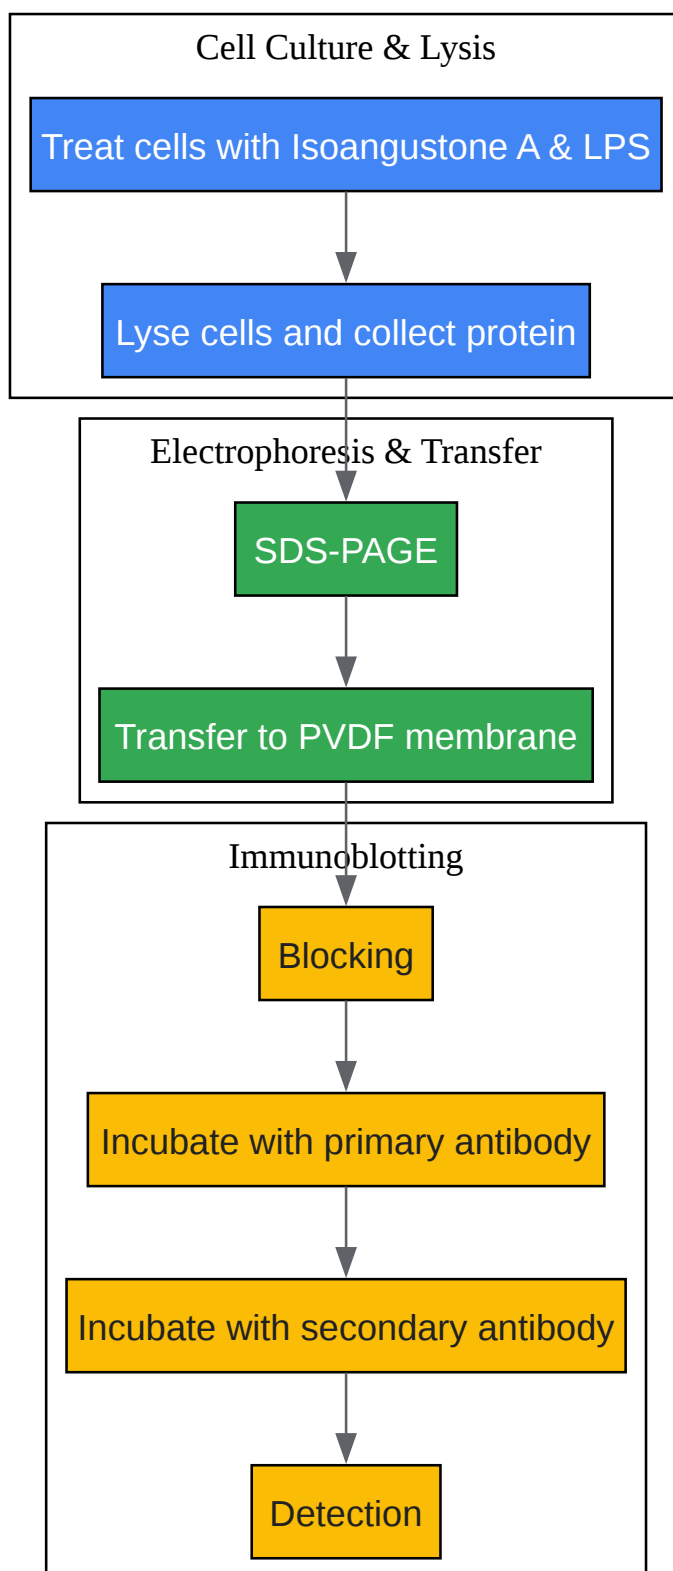 Cell Culture & Lysis
Treat cells with Isoangustone A & LPS
Lyse cells and collect protein
Electrophoresis & Transfer
SDS-PAGE
Transfer to PVDF membrane
Immunoblotting
Blocking
Incubate with primary antibody
Incubate with secondary antibody
Detection